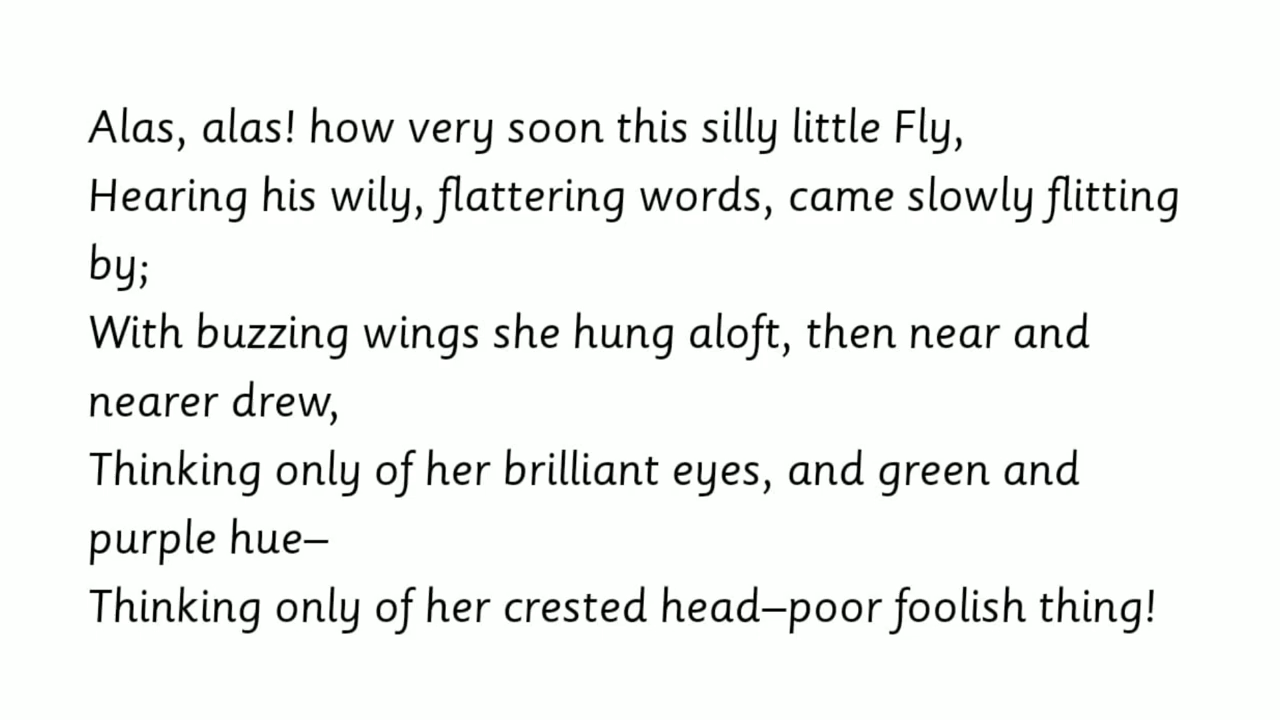 Alas, alas! how very soon this silly little Fly,
Hearing his wily, flattering words, came slowly flitting
by;
With buzzing wings she hung aloft, then near and
nearer drew,
Thinking only of her brilliant eyes, and green and
purple hue–
Thinking only of her crested head–poor foolish thing!